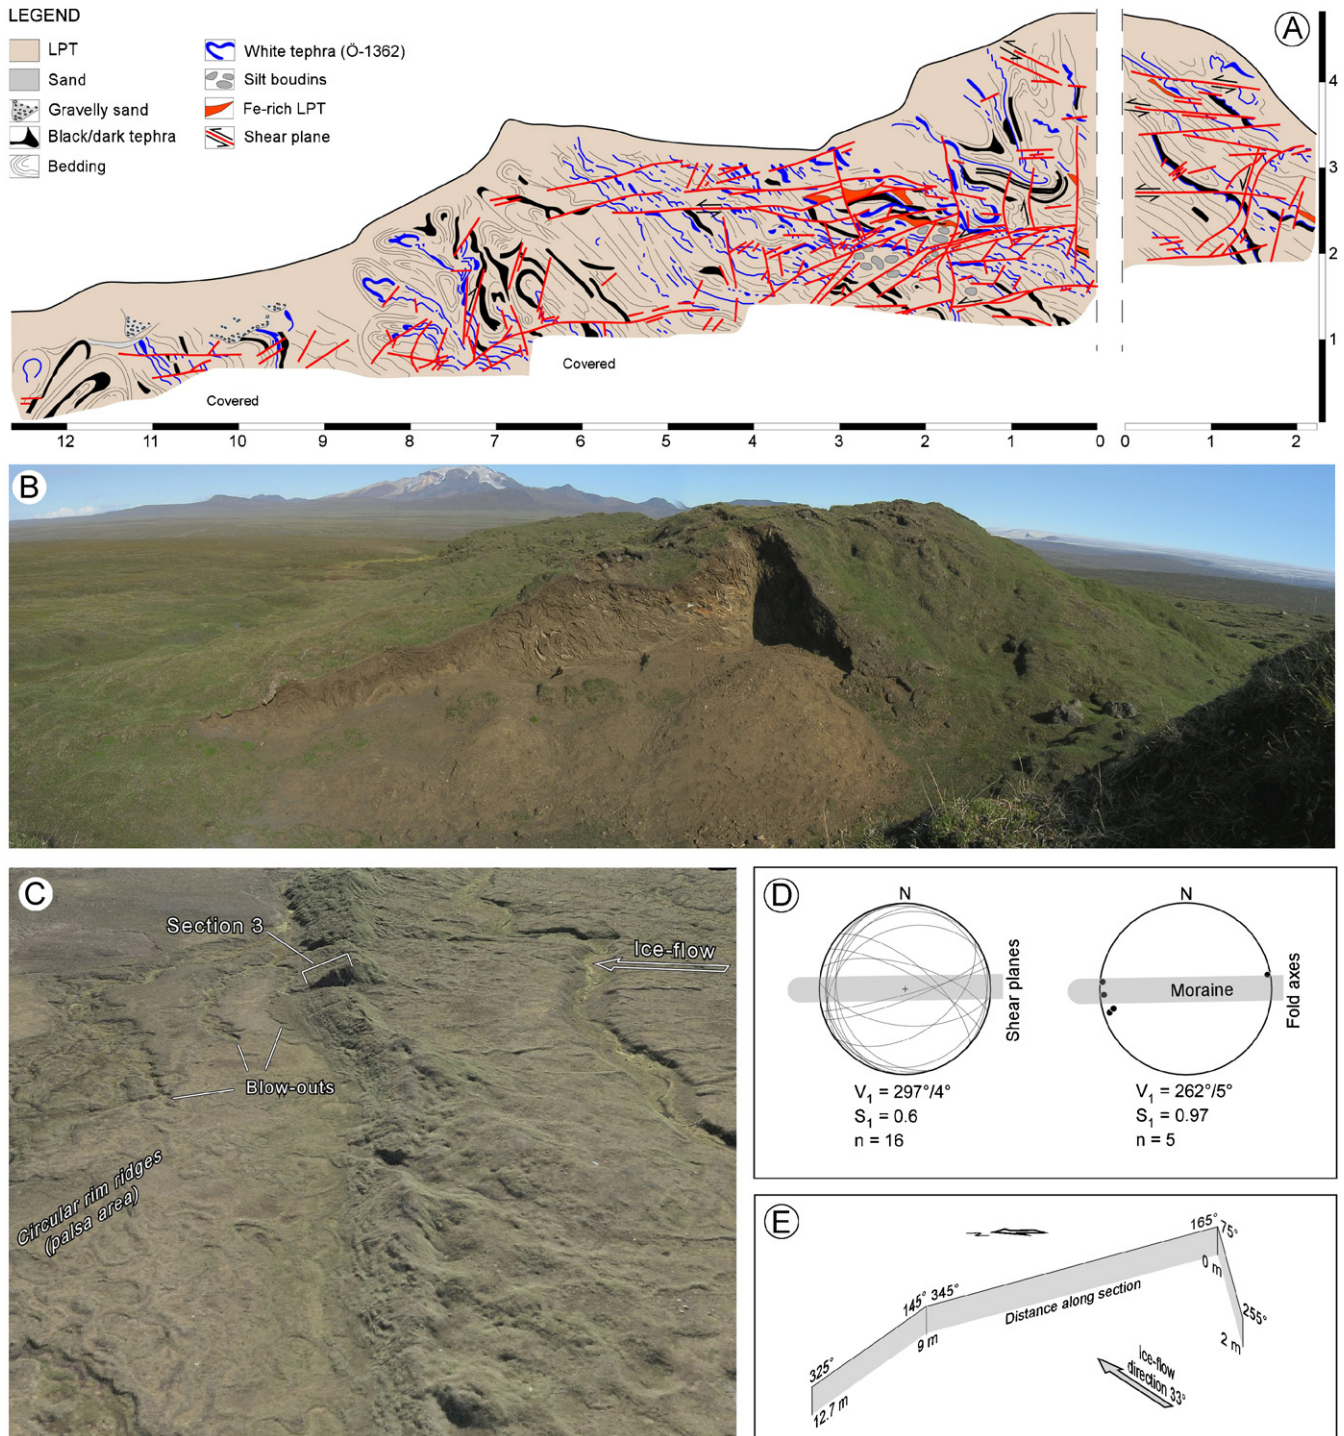 LEGEND
LPT
Sand
Gravelly sand
Black/dark tephra
Bedding
White tephra (Ö-1362)
Silt boudins
Fe-rich LPT
Shear plane
A
4
3
2
1
Covered
Covered
12 11 10 9 8 7 6 5 4 3 2 1 0 0 1 2
B
C
Section 3
Ice-flow
Blow-outs
Circular rim ridges
(palsa area)
D
N
Shear planes
V1 = 297°/4°
S1 = 0.6
n = 16
N
Moraine
Fold axes
V1 = 262°/5°
S1 = 0.97
n = 5
E
165° 75°
0 m
145° 345°
Distance along section
9 m
255°
2 m
325°
12.7 m
Ice-flow
direction 33°